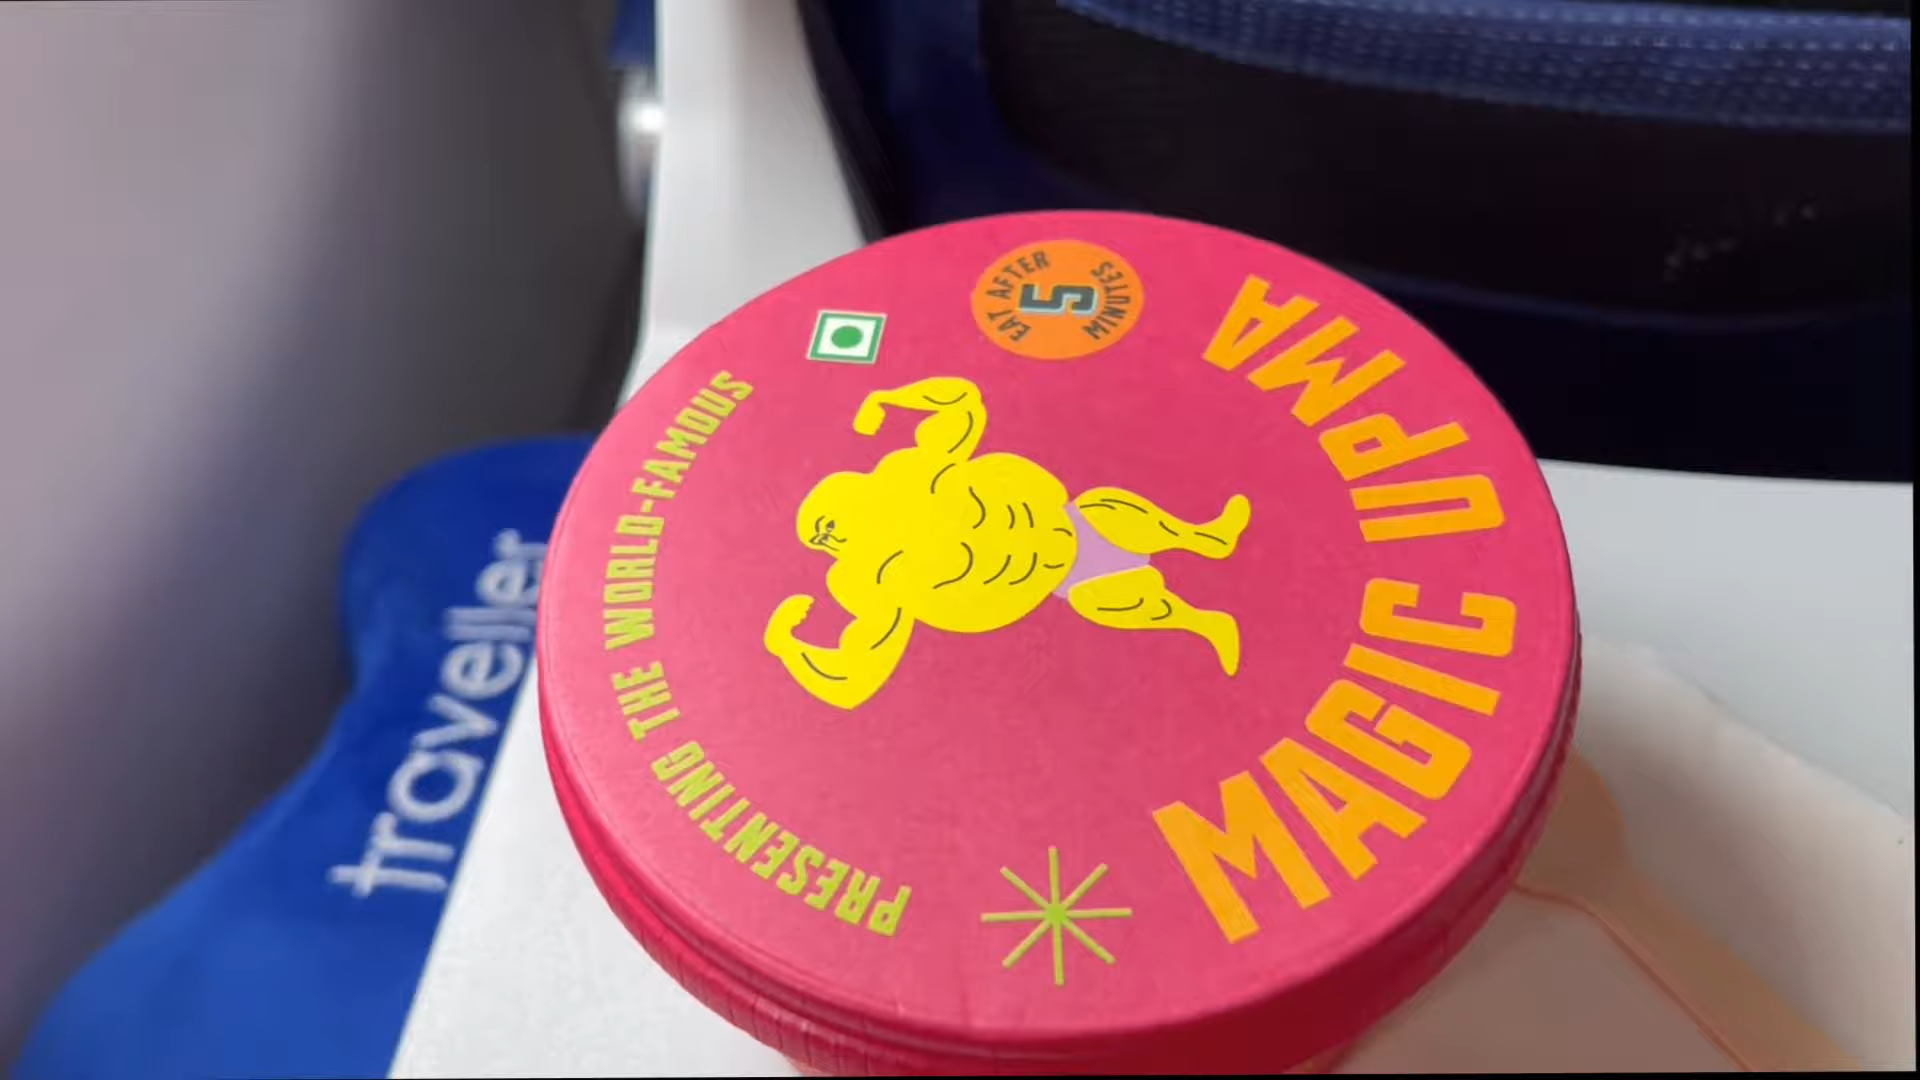 PRESENTING THE WORLD-FAMOUS
MAGIC UPMA
EAT AFTER
5
MINUTES
traveller